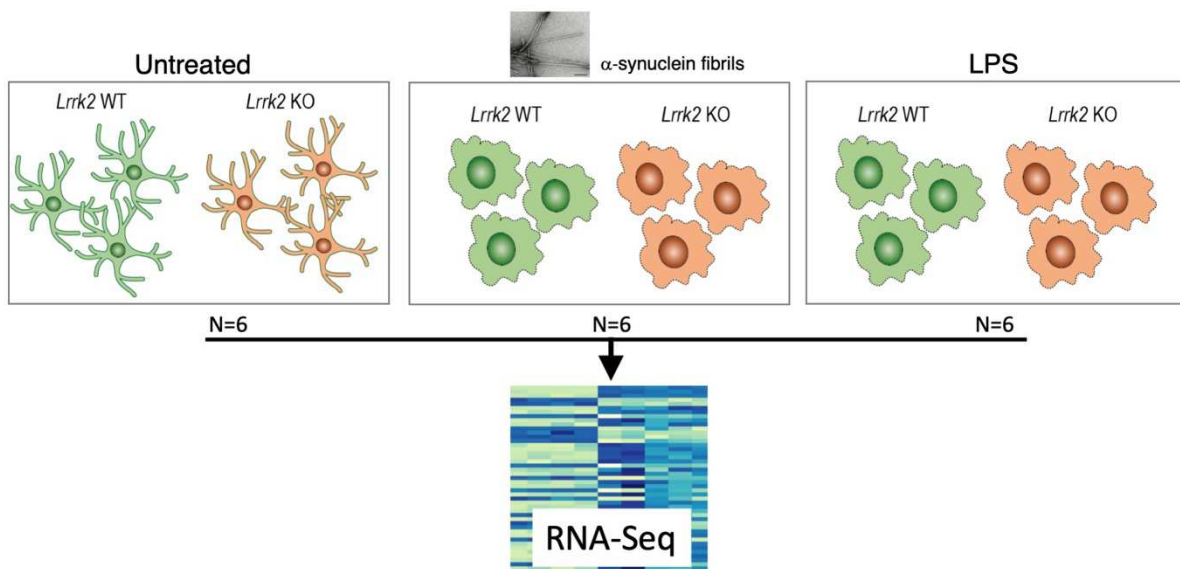 Untreated
α-synuclein fibrils
LPS
Lrrk2 WT
Lrrk2 KO
Lrrk2 WT
Lrrk2 KO
Lrrk2 WT
Lrrk2 KO
N=6
N=6
N=6
RNA-Seq